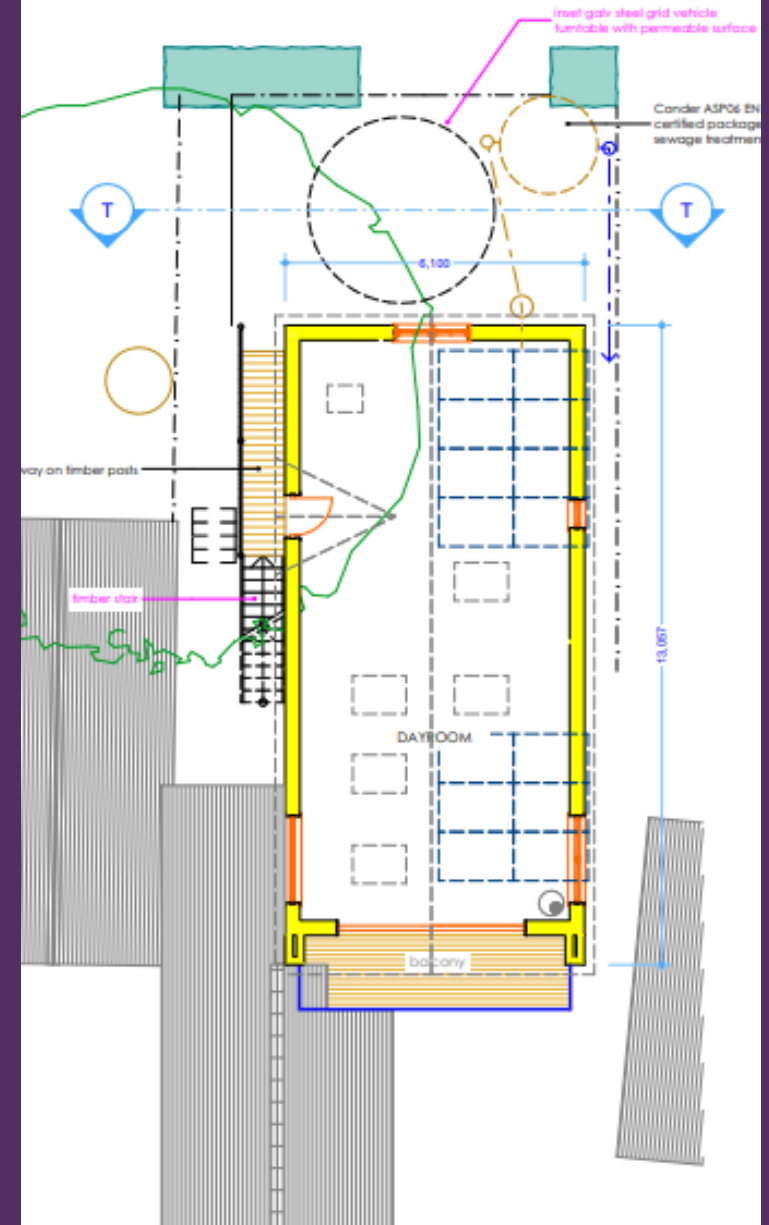 inset galv steel grid vehicle
turntable with permeable surface
Conder ASP06 EN
certified package
sewage treatmen
T
T
6,100
way on timber posts
timber stair
13,057
DAYROOM
balcony